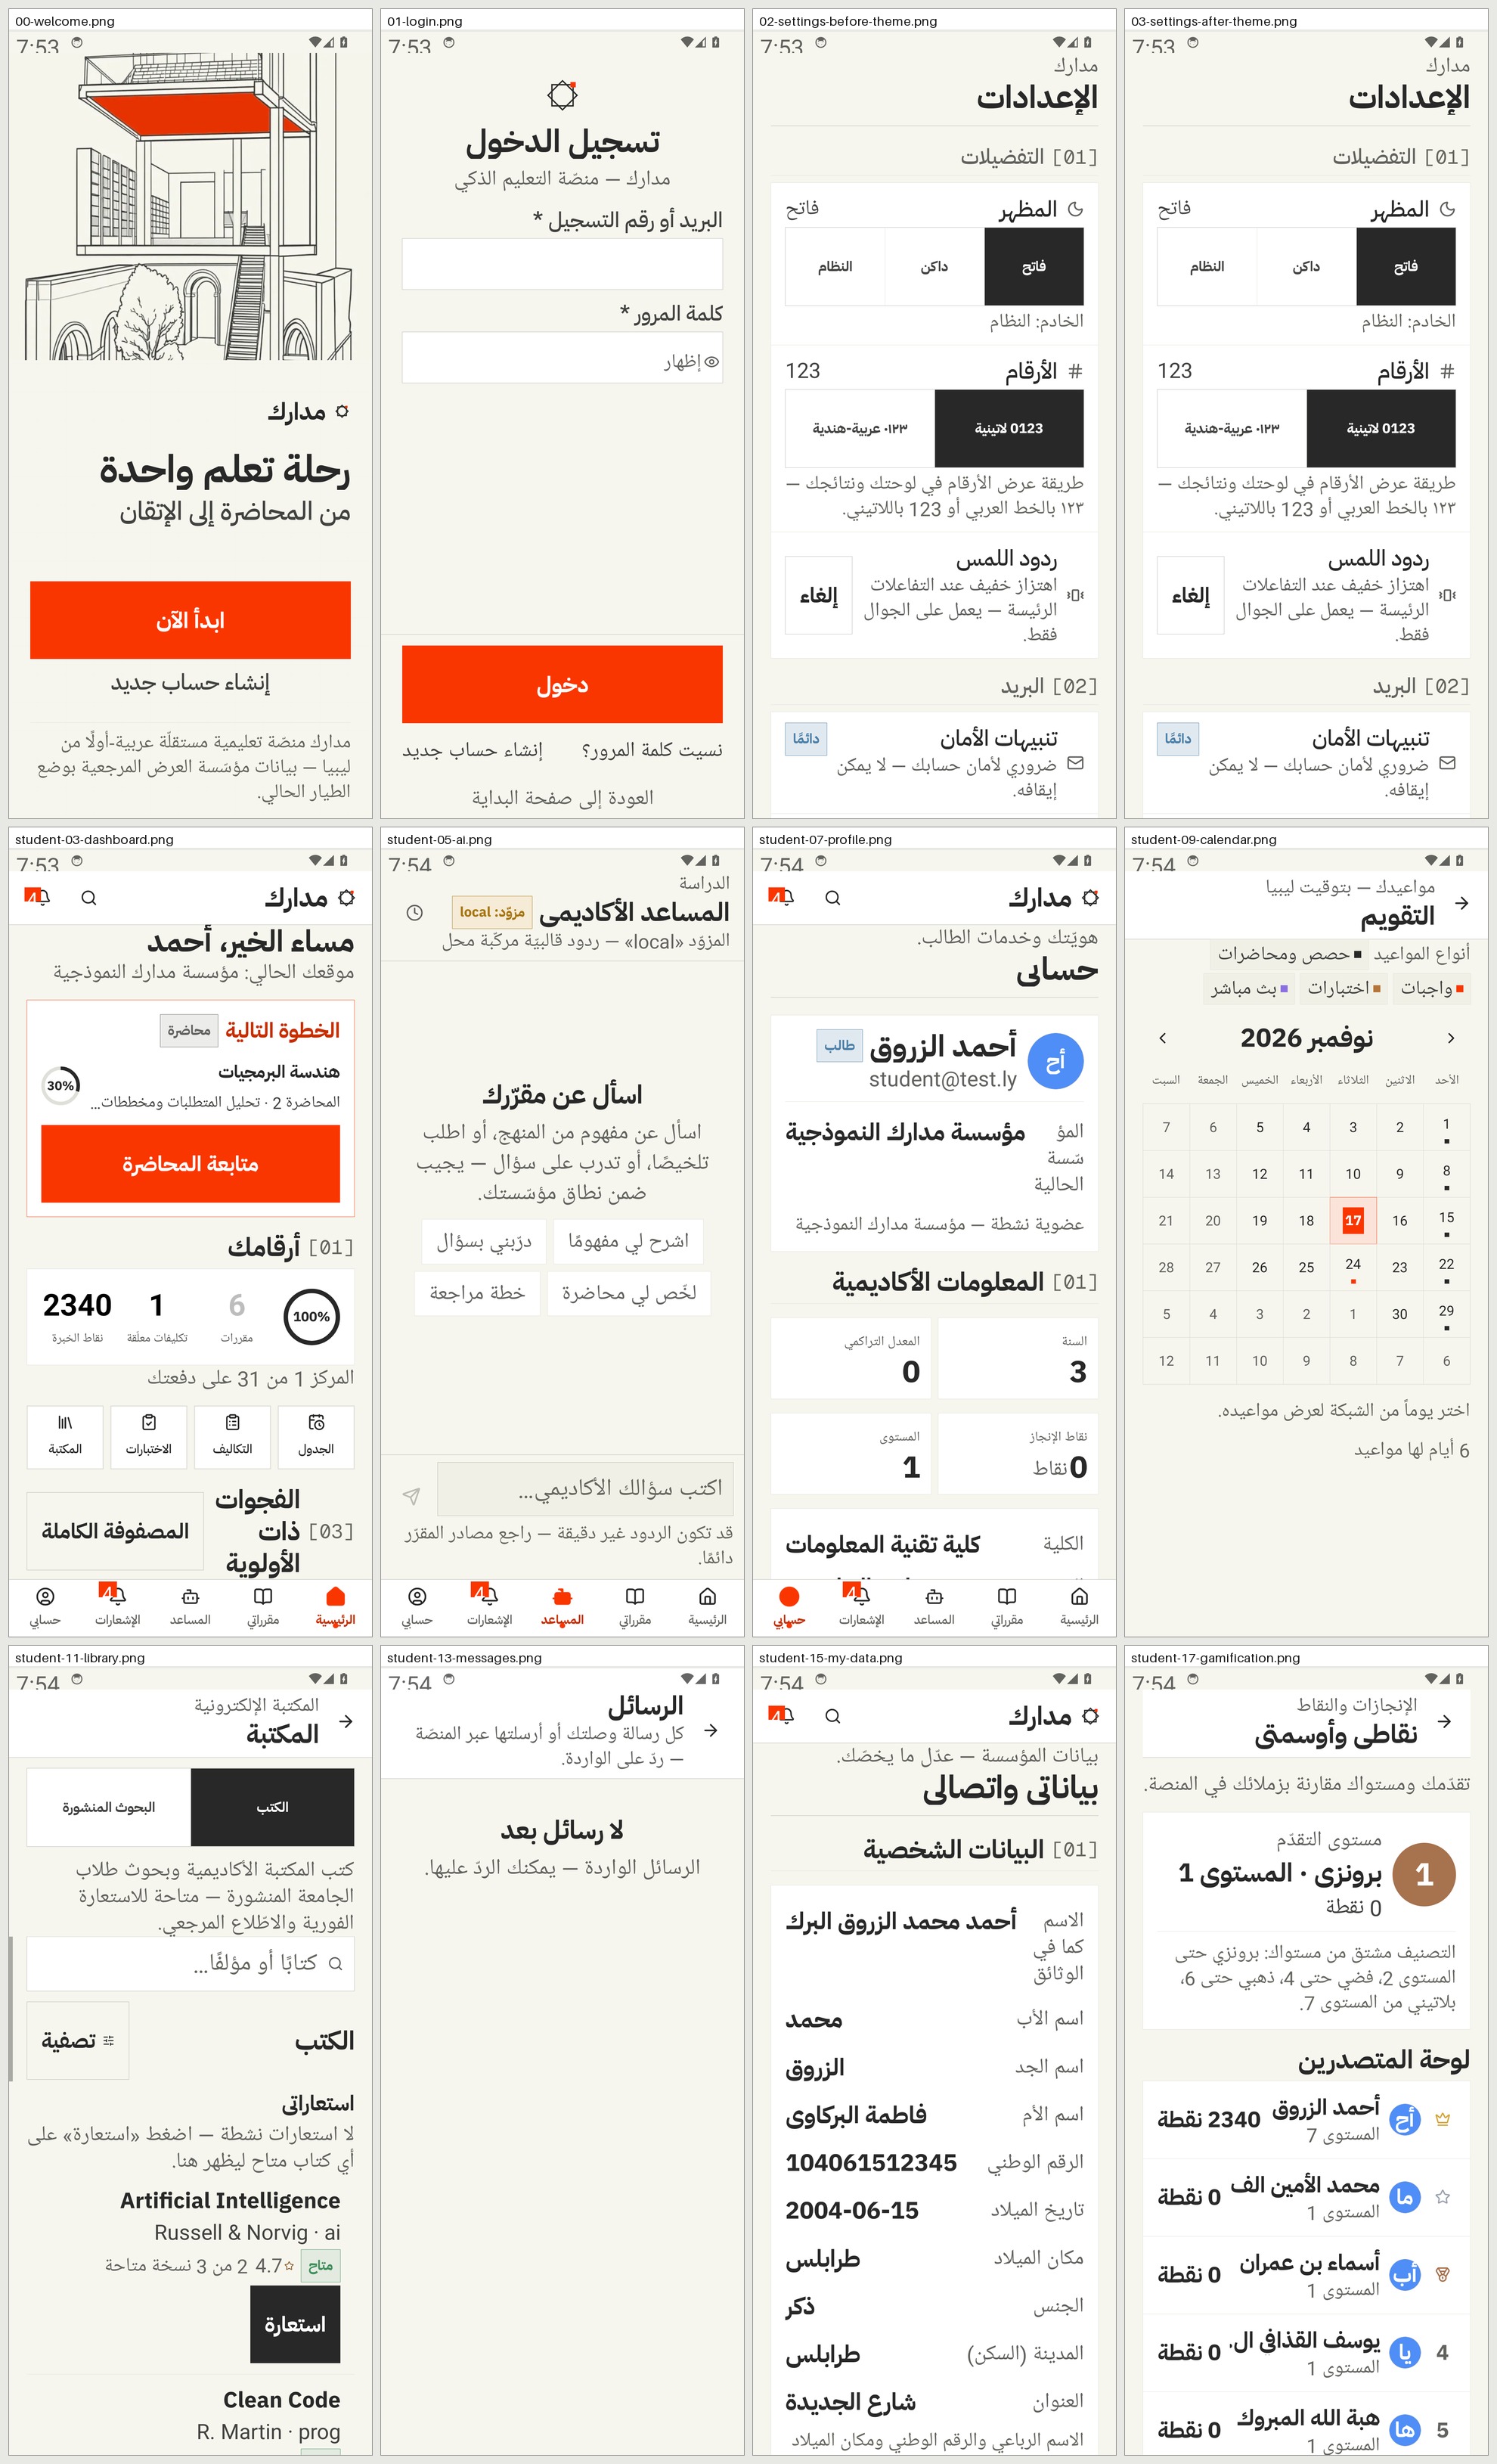 00-welcome.png
7:53
مدارك
رحلة تعلم واحدة
من المحاضرة إلى الإتقان
ابدأ الآن
إنشاء حساب جديد
مدارك منصّة تعليمية مستقلّة عربية-أولًا من
ليبيا — بيانات مؤسّسة العرض المرجعية بوضع
الطيار الحالي.
01-login.png
7:53
تسجيل الدخول
مدارك — منصّة التعليم الذكي
البريد أو رقم التسجيل *
كلمة المرور *
إظهار
دخول
نسيت كلمة المرور؟
إنشاء حساب جديد
العودة إلى صفحة البداية
02-settings-before-theme.png
7:53
مدارك
الإعدادات
[01] التفضيلات
المظهر
فاتح
فاتح
داكن
النظام
الخادم: النظام
الأرقام
123
0123 لاتينية
٠١٢٣ عربية-هندية
طريقة عرض الأرقام في لوحتك ونتائجك —
١٢٣ بالخط العربي أو 123 باللاتيني.
ردود اللمس
اهتزاز خفيف عند التفاعلات
الرئيسة — يعمل على الجوال
فقط.
إلغاء
[02] البريد
تنبيهات الأمان
دائمًا
ضروري لأمان حسابك — لا يمكن
إيقافه.
03-settings-after-theme.png
7:53
مدارك
الإعدادات
[01] التفضيلات
المظهر
فاتح
فاتح
داكن
النظام
الخادم: النظام
الأرقام
123
0123 لاتينية
٠١٢٣ عربية-هندية
طريقة عرض الأرقام في لوحتك ونتائجك —
١٢٣ بالخط العربي أو 123 باللاتيني.
ردود اللمس
اهتزاز خفيف عند التفاعلات
الرئيسة — يعمل على الجوال
فقط.
إلغاء
[02] البريد
تنبيهات الأمان
دائمًا
ضروري لأمان حسابك — لا يمكن
إيقافه.
student-03-dashboard.png
7:53
مدارك
4
مساء الخير، أحمد
موقعك الحالي: مؤسسة مدارك النموذجية
الخطوة التالية
محاضرة
هندسة البرمجيات
المحاضرة 2 · تحليل المتطلبات ومخططات...
30%
متابعة المحاضرة
[01] أرقامك
100%
6
مقررات
1
تكليفات معلّقة
2340
نقاط الخبرة
المركز 1 من 31 على دفعتك
الجدول
التكاليف
الاختبارات
المكتبة
[03] الفجوات
ذات
الأولوية
المصفوفة الكاملة
الرئيسية
مقرراتي
المساعد
4
الإشعارات
حسابي
student-05-ai.png
7:54
الدراسة
المساعد الأكاديمي
مزوّد: local
المزوّد «local» — ردود قالبيّة مركّبة محل
اسأل عن مقرّرك
اسأل عن مفهوم من المنهج، أو اطلب
تلخيصًا، أو تدرب على سؤال — يجيب
ضمن نطاق مؤسّستك.
اشرح لي مفهومًا
درّبني بسؤال
لخّص لي محاضرة
خطة مراجعة
اكتب سؤالك الأكاديمي...
قد تكون الردود غير دقيقة — راجع مصادر المقرّر
دائمًا.
الرئيسية
مقرراتي
المساعد
4
الإشعارات
حسابي
student-07-profile.png
7:54
مدارك
4
هويّتك وخدمات الطالب.
حسابي
أح
أحمد الزروق
طالب
student@test.ly
المؤ
سّسة
الحالية
مؤسسة مدارك النموذجية
عضوية نشطة — مؤسسة مدارك النموذجية
[01] المعلومات الأكاديمية
السنة
3
المعدل التراكمي
0
نقاط الإنجاز
0 نقاط
المستوى
1
الكلية
كلية تقنية المعلومات
الرئيسية
مقرراتي
المساعد
4
الإشعارات
حسابي
student-09-calendar.png
7:54
مواعيدك — بتوقيت ليبيا
التقويم
أنواع المواعيد
حصص ومحاضرات
واجبات
اختبارات
بث مباشر
نوفمبر 2026
الأحد الاثنين الثلاثاء الأربعاء الخميس الجمعة السبت
1 2 3 4 5 6 7
8 9 10 11 12 13 14
15 16 17 18 19 20 21
22 23 24 25 26 27 28
29 30 1 2 3 4 5
6 7 8 9 10 11 12
اختر يوماً من الشبكة لعرض مواعيده.
6 أيام لها مواعيد
student-11-library.png
7:54
المكتبة الإلكترونية
المكتبة
الكتب
البحوث المنشورة
كتب المكتبة الأكاديمية وبحوث طلاب
الجامعة المنشورة — متاحة للاستعارة
الفورية والاطّلاع المرجعي.
كتابًا أو مؤلفًا...
الكتب
تصفية
استعاراتي
لا استعارات نشطة — اضغط «استعارة» على
أي كتاب متاح ليظهر هنا.
Artificial Intelligence
Russell & Norvig · ai
متاح
4.7
2 من 3 نسخة متاحة
استعارة
Clean Code
R. Martin · prog
student-13-messages.png
7:54
الرسائل
كل رسالة وصلتك أو أرسلتها عبر المنصّة
— ردّ على الواردة.
لا رسائل بعد
الرسائل الواردة — يمكنك الردّ عليها.
student-15-my-data.png
7:54
مدارك
4
بيانات المؤسسة — عدّل ما يخصّك.
بياناتي واتصالي
[01] البيانات الشخصية
الاسم
كما في
الوثائق
أحمد محمد الزروق البرك
اسم الأب
محمد
اسم الجد
الزروق
اسم الأم
فاطمة البركاوي
الرقم الوطني
104061512345
تاريخ الميلاد
2004-06-15
مكان الميلاد
طرابلس
الجنس
ذكر
المدينة (السكن)
طرابلس
العنوان
شارع الجديدة
الاسم الرباعي والرقم الوطني ومكان الميلاد
student-17-gamification.png
7:54
الإنجازات والنقاط
نقاطي وأوسمتي
تقدّمك ومستواك مقارنة بزملائك في المنصة.
1
مستوى التقدّم
برونزي · المستوى 1
0 نقطة
التصنيف مشتق من مستواك: برونزي حتى
المستوى 2، فضي حتى 4، ذهبي حتى 6،
بلاتيني من المستوى 7.
لوحة المتصدرين
أح
أحمد الزروق
المستوى 7
2340 نقطة
ما
محمد الأمين الف
المستوى 1
0 نقطة
أب
أسماء بن عمران
المستوى 1
0 نقطة
4
يا
يوسف القذافي ال.
المستوى 1
0 نقطة
5
ها
هبة الله المبروك
المستوى 1
0 نقطة